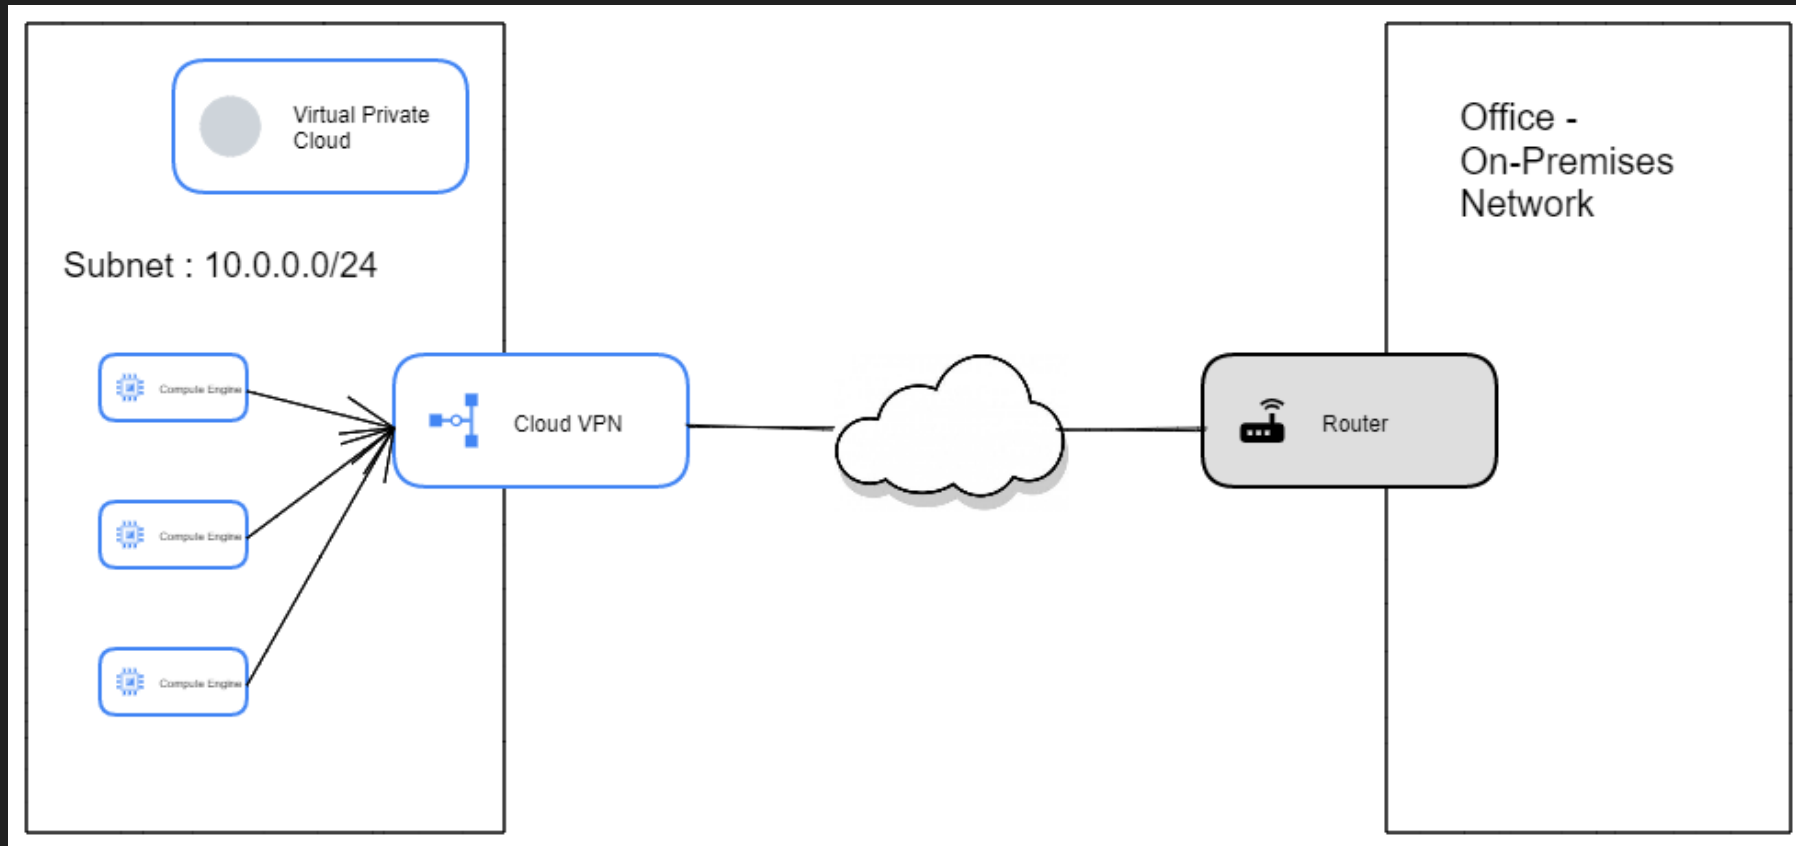 Virtual Private
Cloud
Subnet : 10.0.0.0/24
Compute Engine
Compute Engine
Compute Engine
Cloud VPN
Router
Office -
On-Premises
Network